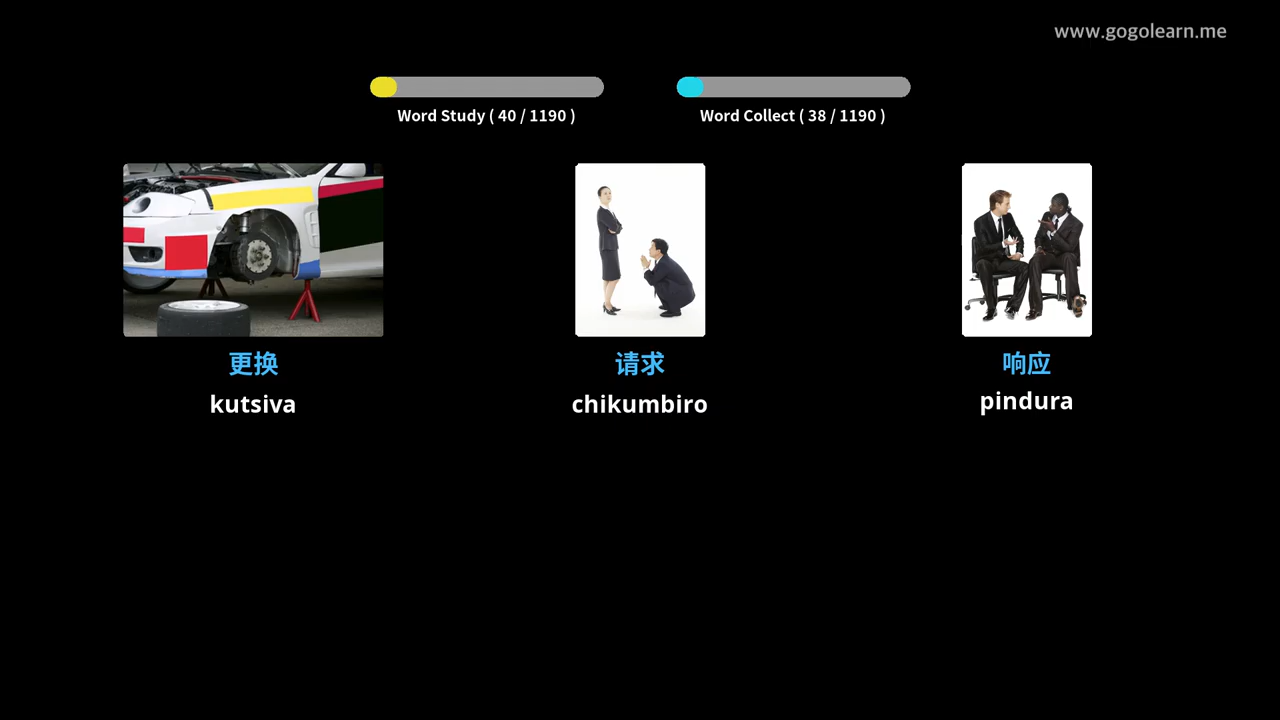 www.gogolearn.me
Word Study ( 40 / 1190 )
Word Collect ( 38 / 1190 )
更换
请求
响应
kutsiva
chikumbiro
pindura